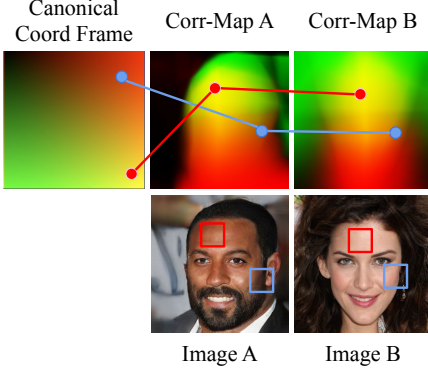 Canonical
Coord Frame
Corr-Map A
Corr-Map B
Image A
Image B